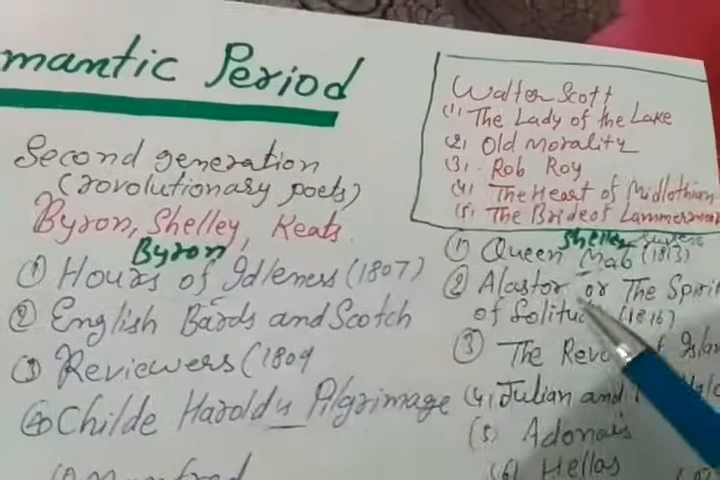 mantic Period
Second generation
(rovolutionary poets)
Byron, Shelley, Keats.
Byron
① Hours of Idleness (1807)
② English Bards and Scotch
③ Reviewers (1809
④ Childe Harolds Pilgrimage
Walter Scott
(1) The Lady of the Lake
(2) Old morality
(3) Rob Roy
(4) The Heart of Midlothian
(5) The Bride of Lammermoor
Shelley
(1) Queen Mab (1813)
② Alastor or The Spirit
of Solitude (1816)
③ The Revo of Islam
(4) Julian and
(5) Adonais
(6) Hellas